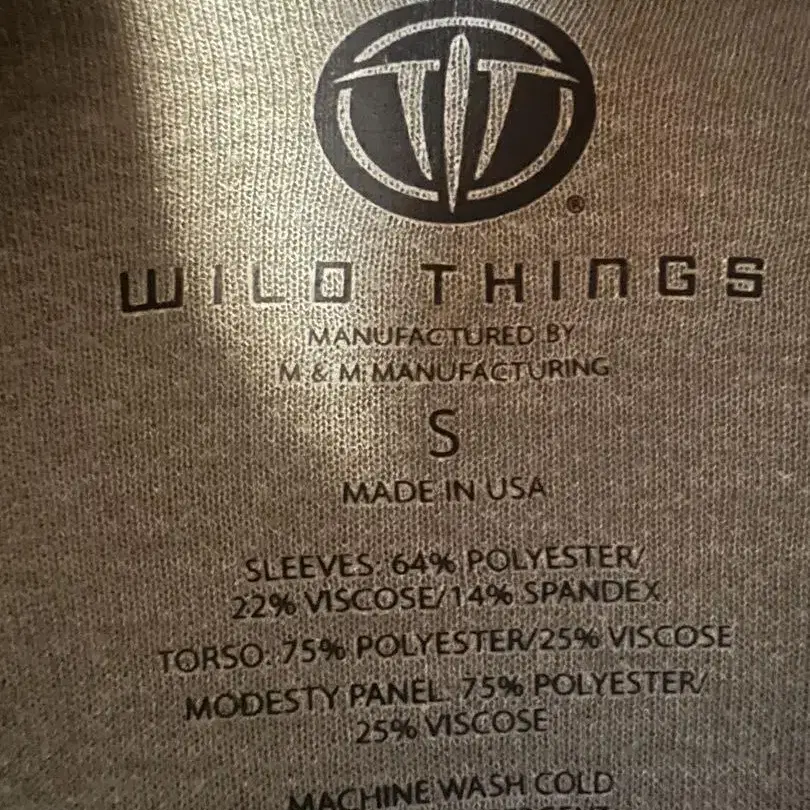 ®
WILD THINGS
MANUFACTURED BY
M & M MANUFACTURING
S
MADE IN USA
SLEEVES: 64% POLYESTER/
22% VISCOSE/14% SPANDEX
TORSO: 75% POLYESTER/25% VISCOSE
MODESTY PANEL: 75% POLYESTER/
25% VISCOSE
MACHINE WASH COLD